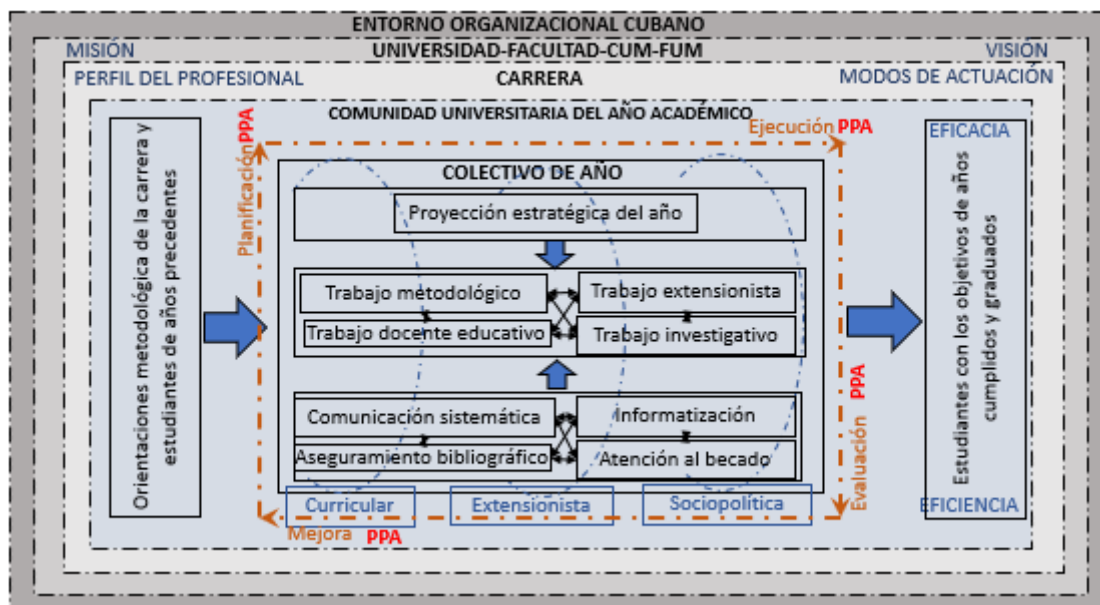 ENTORNO ORGANIZACIONAL CUBANO
MISIÓN
UNIVERSIDAD-FACULTAD-CUM-FUM
VISIÓN
PERFIL DEL PROFESIONAL
CARRERA
MODOS DE ACTUACIÓN
COMUNIDAD UNIVERSITARIA DEL AÑO ACADÉMICO
Orientaciones metodológica de la carrera y
estudiantes de años precedentes
Planificación PPA
Ejecución PPA
COLECTIVO DE AÑO
Proyección estratégica del año
Trabajo metodológico
Trabajo extensionista
Trabajo docente educativo
Trabajo investigativo
Comunicación sistemática
Informatización
Aseguramiento bibliográfico
Atención al becado
Curricular
Extensionista
Sociopolítica
Mejora PPA
Evaluación PPA
EFICACIA
Estudiantes con los objetivos de años
cumplidos y graduados
EFICIENCIA